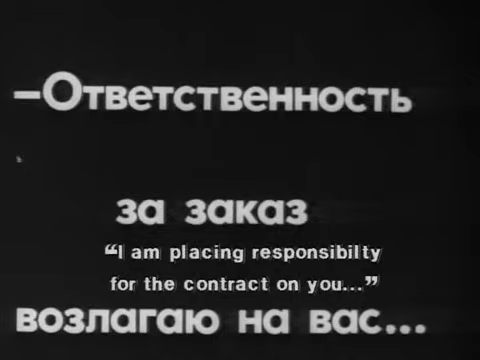 –Ответственность
за заказ
“I am placing responsibilty
for the contract on you...”
возлагаю на вас...